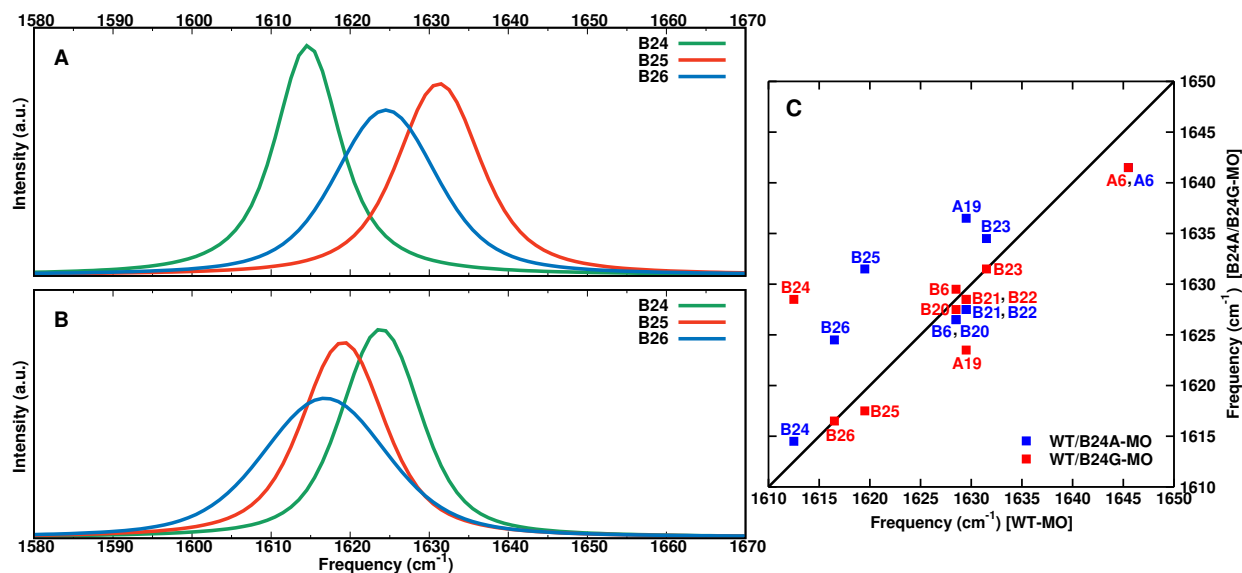 1580 1590 1600 1610 1620 1630 1640 1650 1660 1670
A
B24
B25
B26
Intensity (a.u.)
B
B24
B25
B26
Intensity (a.u.)
1580 1590 1600 1610 1620 1630 1640 1650 1660 1670
Frequency (cm-1)
C
A6,A6
A19
B23
B25
B23
B24
B6
B21, B22
B20
B21, B22
B26
B6, B20
A19
B24
B25
B26
WT/B24A-MO
WT/B24G-MO
1650
1645
1640
1635
1630
1625
1620
1615
1610
Frequency (cm-1) [B24A/B24G-MO]
1610 1615 1620 1625 1630 1635 1640 1645 1650
Frequency (cm-1) [WT-MO]